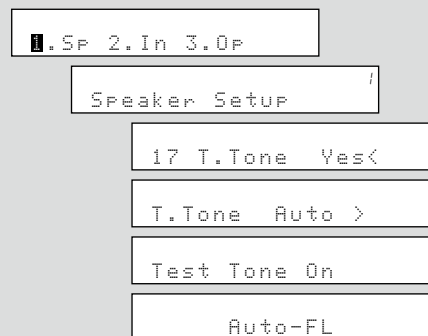 1.Sp 2.In 3.Op
1
Speaker Setup
17 T.Tone Yes<
T.Tone Auto >
Test Tone On
Auto-FL